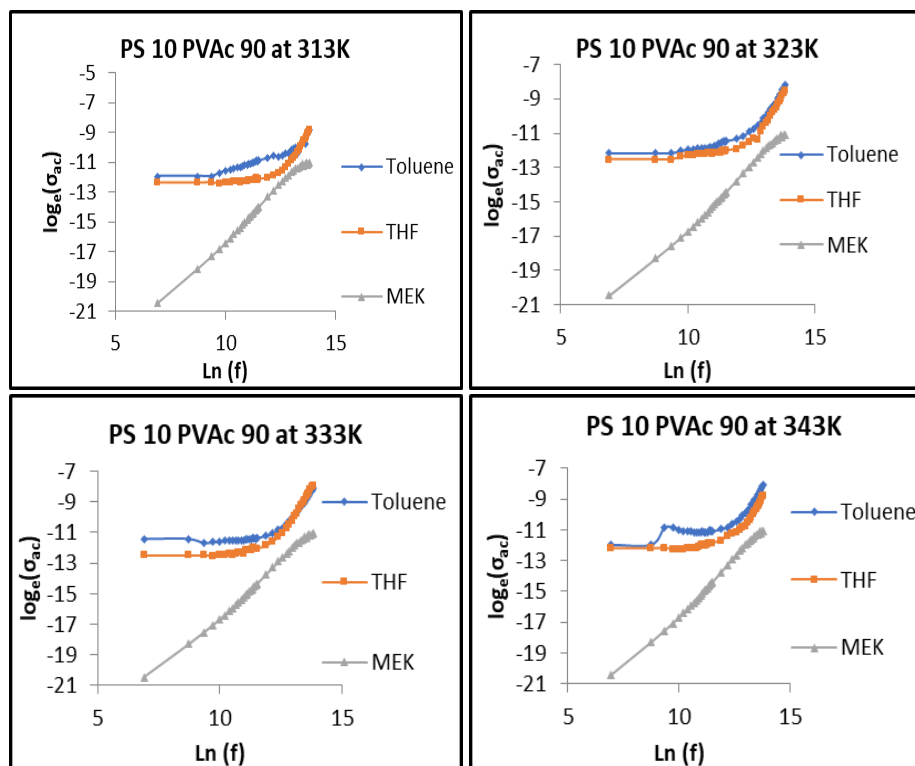 PS 10 PVAc 90 at 313K
-5
-7
-9
-11
-13
-15
-17
-19
-21
5 10 15
logₑ(σₐc)
Ln (f)
Toluene
THF
MEK
PS 10 PVAc 90 at 323K
-7
-9
-11
-13
-15
-17
-19
-21
5 10 15
logₑ(σₐc)
Ln (f)
Toluene
THF
MEK
PS 10 PVAc 90 at 333K
-7
-9
-11
-13
-15
-17
-19
-21
5 10 15
logₑ(σₐc)
Ln (f)
Toluene
THF
MEK
PS 10 PVAc 90 at 343K
-7
-9
-11
-13
-15
-17
-19
-21
5 10 15
logₑ(σₐc)
Ln (f)
Toluene
THF
MEK